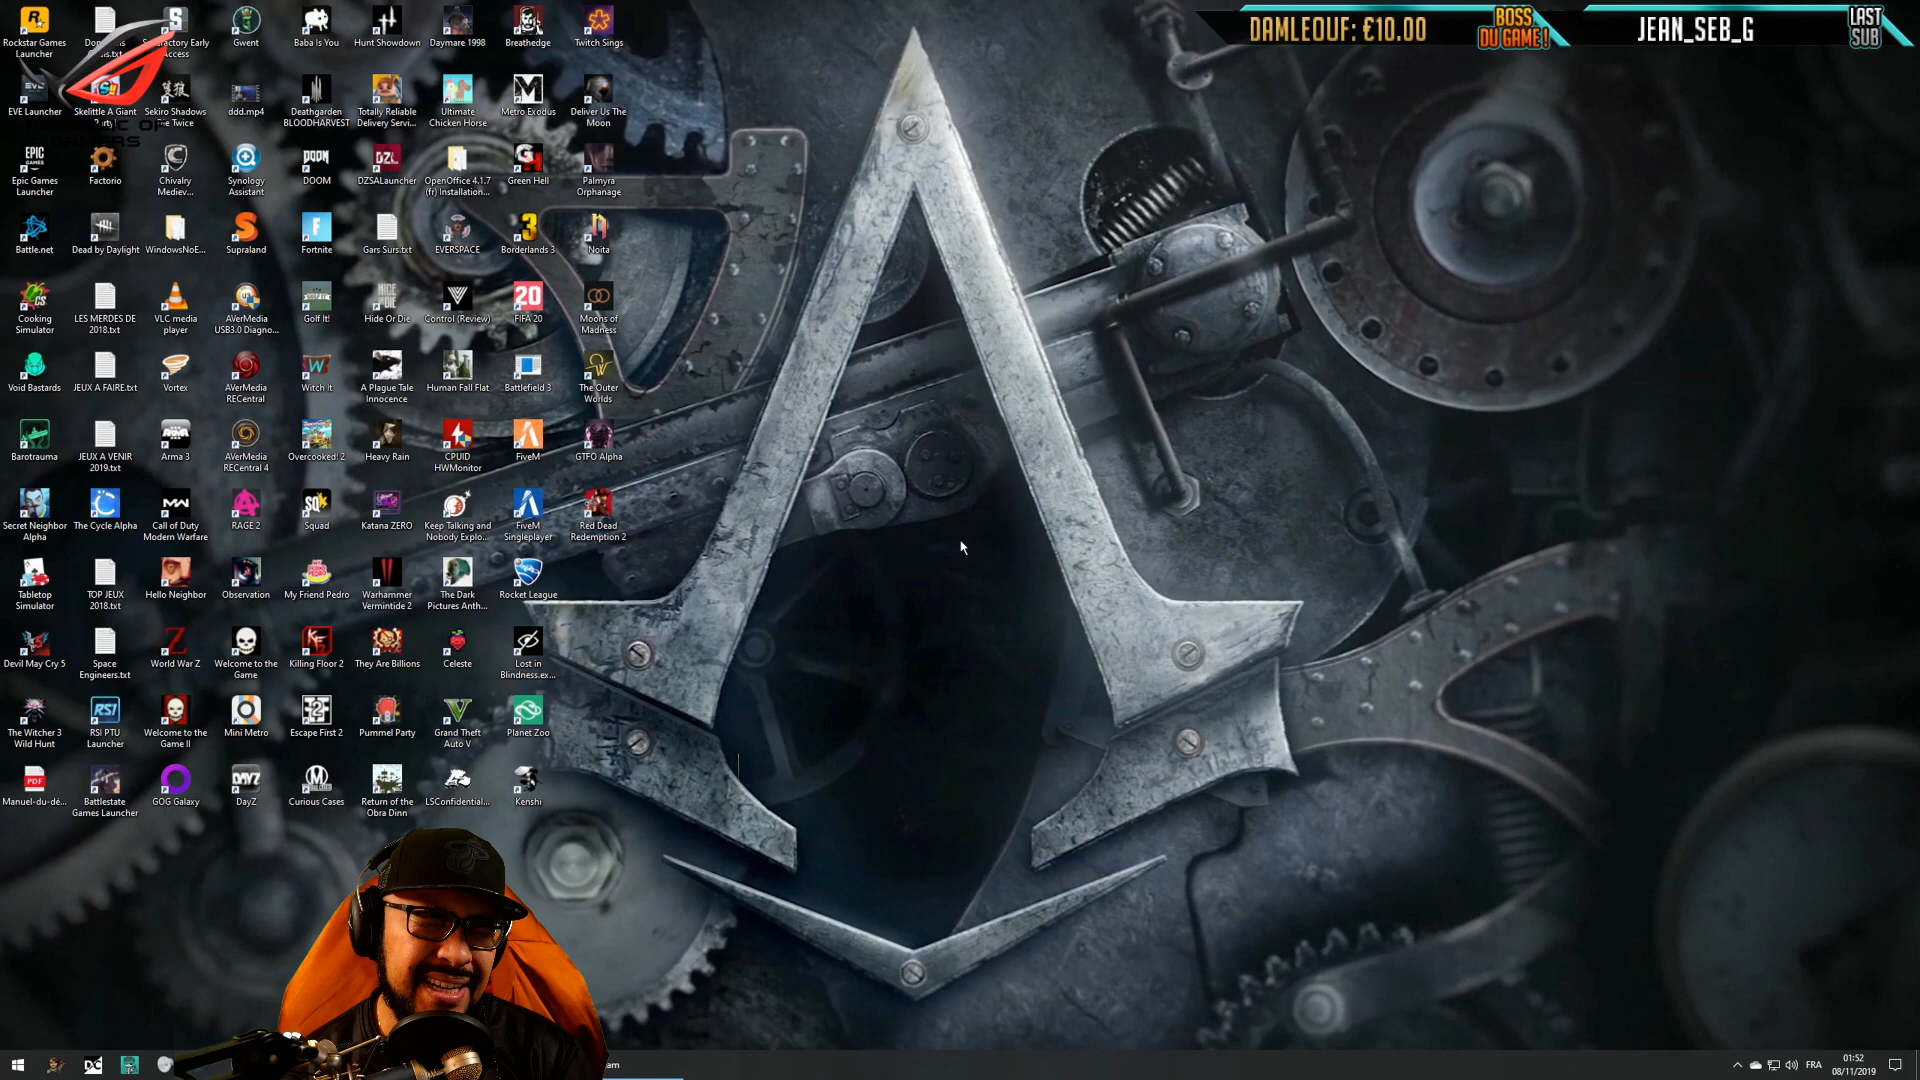 DAMLEOUF: £10.00
BOSS
DU GAME !
JEAN_SEB_G
LAST
SUB
Rockstar Games
Launcher
Access
Gwent
Baba Is You
Hunt Showdown
Daymare 1998
Breathedge
Twitch Sings
EVE Launcher
Skelittle A Giant
Sekiro Shadows
ddd.mp4
Deathgarden
BLOODHARVEST
Totally Reliable
Delivery Servi...
Ultimate
Chicken Horse
Metro Exodus
Deliver Us The
Moon
Epic Games
Launcher
Factorio
Chivalry
Mediev...
Synology
Assistant
DOOM
DZSALauncher
OpenOffice 4.1.7
(fr) Installation...
Green Hell
Palmyra
Orphanage
Battle.net
Dead by Daylight
WindowsNoE...
Supraland
Fortnite
Gars Surs.txt
EVERSPACE
Borderlands 3
Noita
Cooking
Simulator
LES MERDES DE
2018.txt
VLC media
player
AVerMedia
USB3.0 Diagno...
Golf It!
Hide Or Die
Control (Review)
FIFA 20
Moons of
Madness
Void Bastards
JEUX A FAIRE.txt
Vortex
AVerMedia
RECentral
Witch It
A Plague Tale
Innocence
Human Fall Flat
Battlefield 3
The Outer
Worlds
Barotrauma
JEUX A VENIR
2019.txt
Arma 3
AVerMedia
RECentral 4
Overcooked! 2
Heavy Rain
CPUID
HWMonitor
FiveM
GTFO Alpha
Secret Neighbor
Alpha
The Cycle Alpha
Call of Duty
Modern Warfare
RAGE 2
Squad
Katana ZERO
Keep Talking and
Nobody Explo...
FiveM
Singleplayer
Red Dead
Redemption 2
Tabletop
Simulator
TOP JEUX
2018.txt
Hello Neighbor
Observation
My Friend Pedro
Warhammer
Vermintide 2
The Dark
Pictures Anth...
Rocket League
Devil May Cry 5
Space
Engineers.txt
World War Z
Welcome to the
Game
Killing Floor 2
They Are Billions
Celeste
Lost in
Blindness.ex...
The Witcher 3
Wild Hunt
RSI PTU
Launcher
Welcome to the
Game II
Mini Metro
Escape First 2
Pummel Party
Grand Theft
Auto V
Planet Zoo
Manuel-du-dé...
Battlestate
Games Launcher
GOG Galaxy
DayZ
Curious Cases
Return of the
Obra Dinn
LSConfidential...
Kenshi
FRA
01:52
08/11/2019